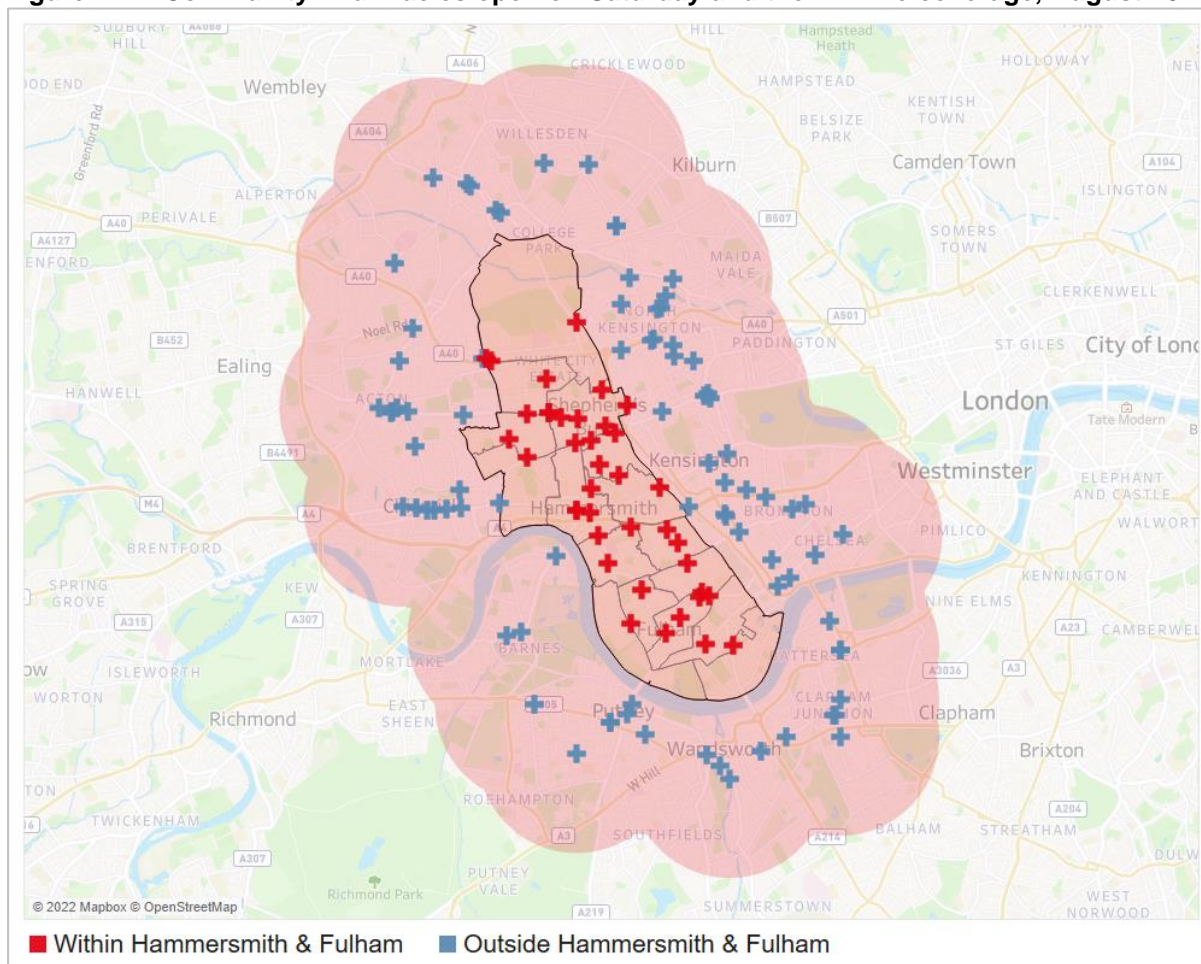 SUDBURY HILL
A4088
HILL
Hampstead Heath
HOLLOWAY
A406
CRICKLEWOOD
Wembley
HAMPSTEAD
KENTISH TOWN
Greenford Rd
A404
WILLESDEN
BELSIZE PARK
Kilburn
Camden Town
A104
ALPERTON
ISLINGTON
PERIVALE
A40
B507
A4127
COLLEGE PARK
SOMERS TOWN
MAIDA VALE
A40
CLERKENWELL
Noel Rd
NORTH KENSINGTON
A40
A501
B452
A40
PADDINGTON
ST GILES
City of Lon
WHITE CITY
Ealing
HANWELL
ACTON
Shepherd's
London
Tate Modern
B4491
Kensington
Westminster
ELEPHANT AND CASTLE
M4
A4
Hammersmith
BROMPTON
A4
CHELSEA
PIMLICO
WALWORT
BRENTFORD
KENNINGTON
SPRING GROVE
KEW
NINE ELMS
A315
A307
A23
CAMBERWEL
Fulham
BARNES
BATTERSEA
MORTLAKE
ISLEWORTH
A3036
A3
WORTON
EAST SHEEN
Richmond
Putney
CLAPHAM JUNCTION
Clapham
Wandsworth
Brixton
W Hill
ROEHAMPTON
A204
TWICKENHAM
A3
SOUTHFIELDS
A214
BALHAM
STREATHAM
A307
PUTNEY VALE
DULW
Richmond Park
WEST NORWOOD
A219
SUMMERSTOWN
© 2022 Mapbox © OpenStreetMap
Within Hammersmith & Fulham
Outside Hammersmith & Fulham